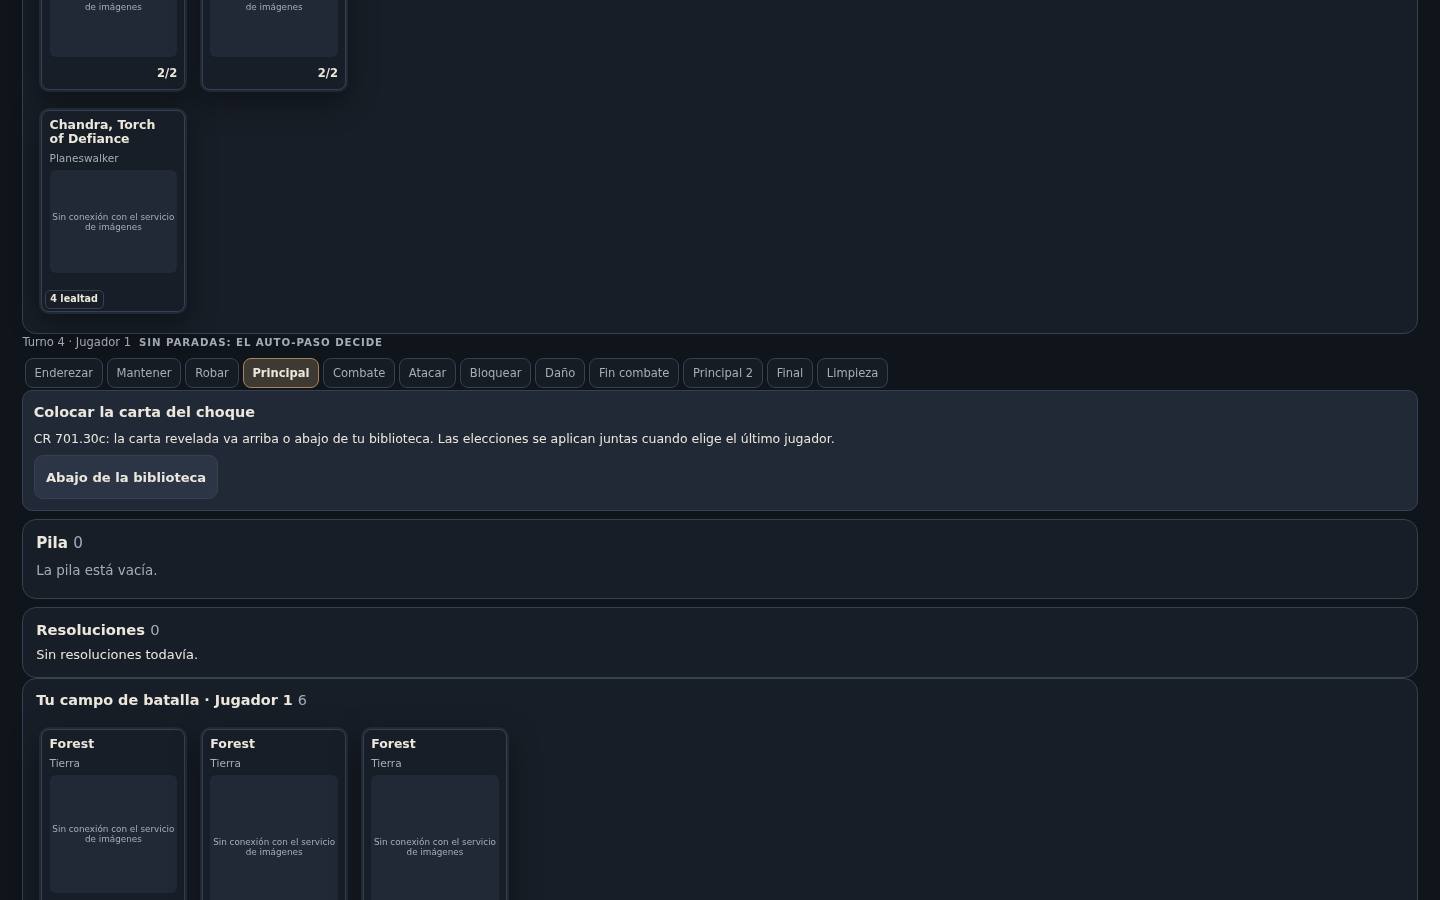 de imágenes
de imágenes
2/2
2/2
Chandra, Torch
of Defiance
Planeswalker
Sin conexión con el servicio
de imágenes
4 lealtad
Turno 4 · Jugador 1 SIN PARADAS: EL AUTO-PASO DECIDE
Enderezar
Mantener
Robar
Principal
Combate
Atacar
Bloquear
Daño
Fin combate
Principal 2
Final
Limpieza
Colocar la carta del choque
CR 701.30c: la carta revelada va arriba o abajo de tu biblioteca. Las elecciones se aplican juntas cuando elige el último jugador.
Abajo de la biblioteca
Pila 0
La pila está vacía.
Resoluciones 0
Sin resoluciones todavía.
Tu campo de batalla · Jugador 1 6
Forest
Tierra
Sin conexión con el servicio
de imágenes
Forest
Tierra
Sin conexión con el servicio
de imágenes
Forest
Tierra
Sin conexión con el servicio
de imágenes